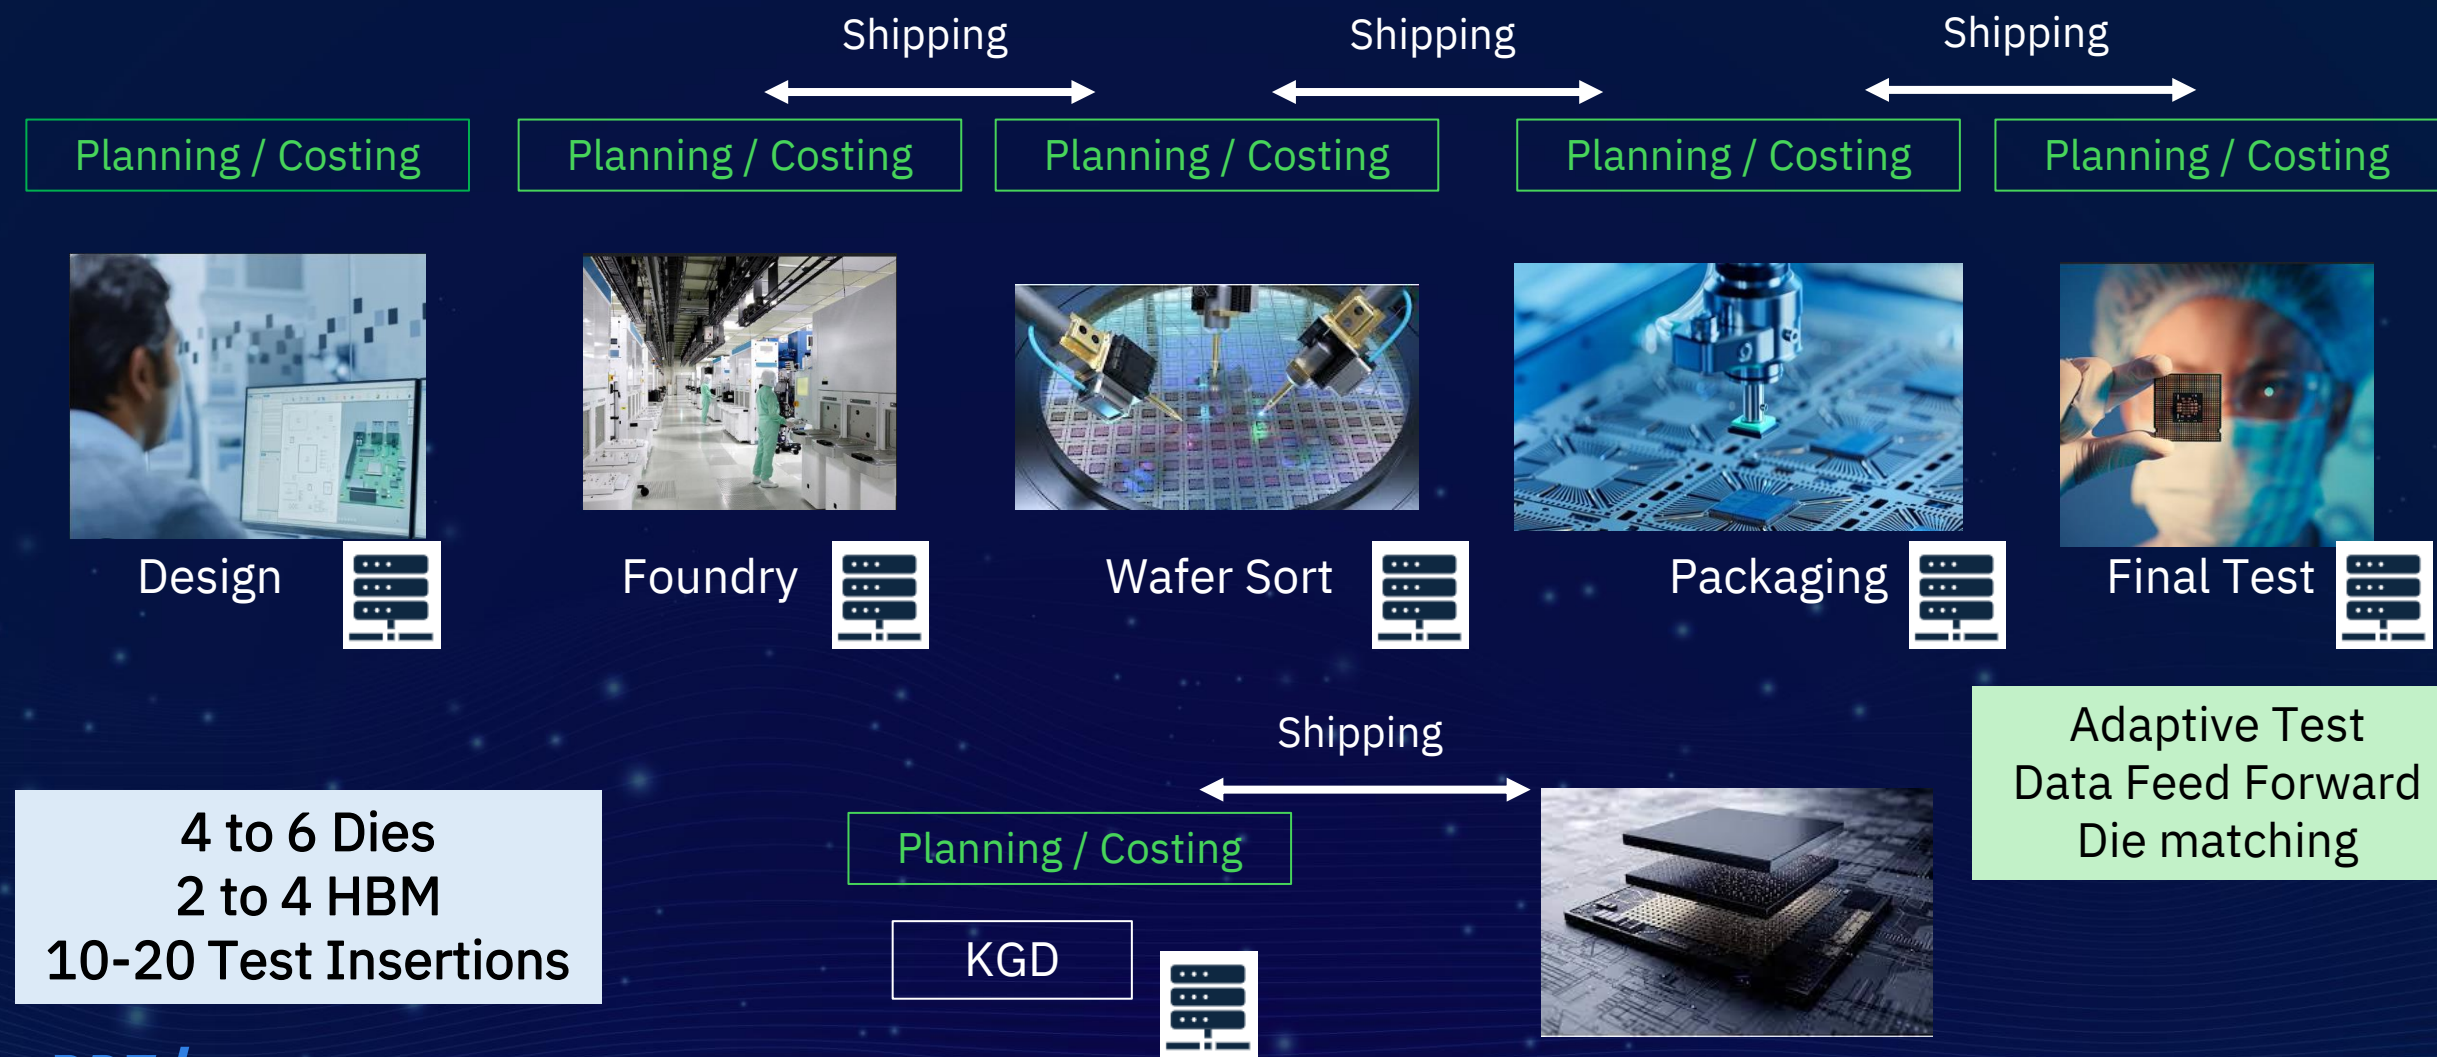 Shipping
Shipping
Shipping
Planning / Costing
Planning / Costing
Planning / Costing
Planning / Costing
Planning / Costing
Design
Foundry
Wafer Sort
Packaging
Final Test
Shipping
Adaptive Test
Data Feed Forward
Die matching
4 to 6 Dies
2 to 4 HBM
10-20 Test Insertions
Planning / Costing
KGD